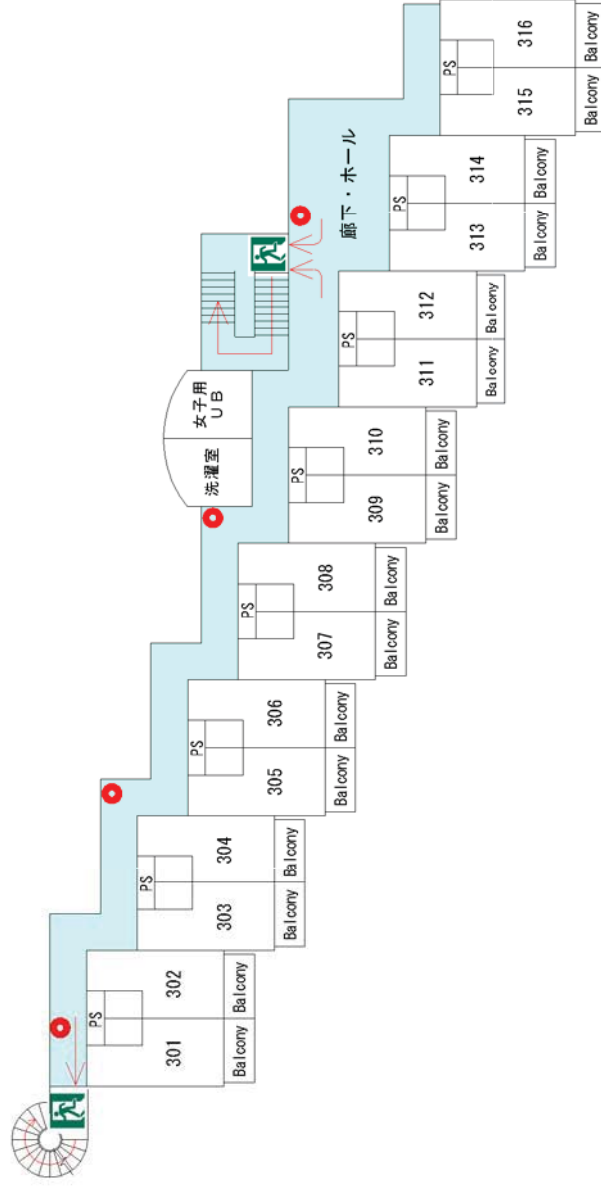 316
PS
315
Balcony
Balcony
314
PS
313
Balcony
Balcony
廊下・ホール
312
PS
311
Balcony
Balcony
女子用
UB
洗濯室
310
PS
309
Balcony
Balcony
308
PS
307
Balcony
Balcony
306
PS
305
Balcony
Balcony
304
PS
303
Balcony
Balcony
302
PS
301
Balcony
Balcony